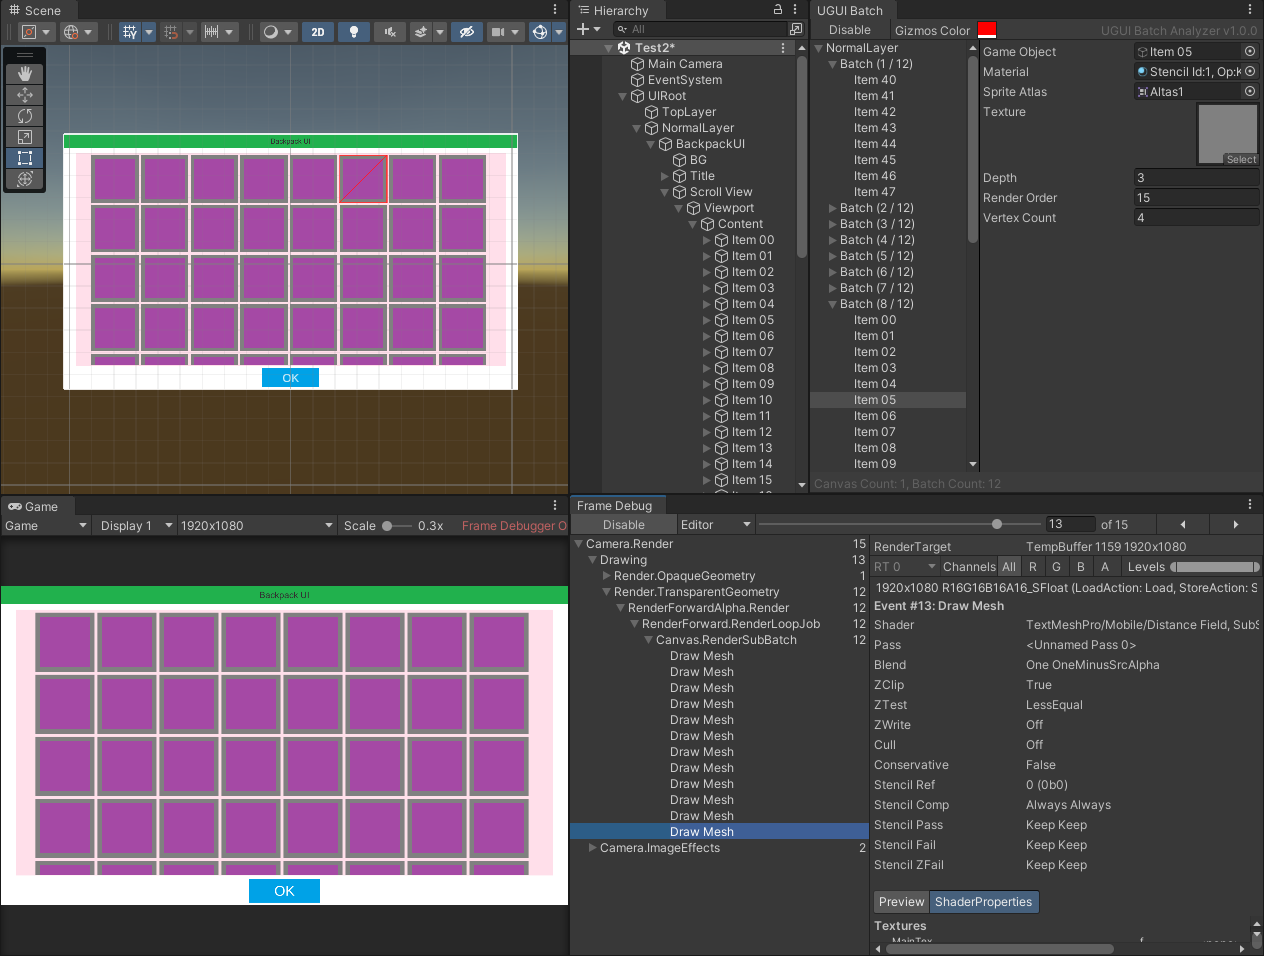 Scene
2D
Backpack UI
OK
Hierarchy
All
Test2*
Main Camera
EventSystem
UIRoot
TopLayer
NormalLayer
BackpackUI
BG
Title
Scroll View
Viewport
Content
Item 00
Item 01
Item 02
Item 03
Item 04
Item 05
Item 06
Item 07
Item 08
Item 09
Item 10
Item 11
Item 12
Item 13
Item 14
Item 15
UGUI Batch
Disable
Gizmos Color
UGUI Batch Analyzer v1.0.0
NormalLayer
Batch (1 / 12)
Item 40
Item 41
Item 42
Item 43
Item 44
Item 45
Item 46
Item 47
Batch (2 / 12)
Batch (3 / 12)
Batch (4 / 12)
Batch (5 / 12)
Batch (6 / 12)
Batch (7 / 12)
Batch (8 / 12)
Item 00
Item 01
Item 02
Item 03
Item 04
Item 05
Item 06
Item 07
Item 08
Item 09
Canvas Count: 1, Batch Count: 12
Game Object Item 05
Material Stencil Id:1, Op:K
Sprite Atlas Altas1
Texture
Select
Depth 3
Render Order 15
Vertex Count 4
Game
Game Display 1 1920x1080 Scale 0.3x Frame Debugger O
Backpack UI
OK
Frame Debug
Disable Editor 13 of 15
Camera.Render 15
Drawing 13
Render.OpaqueGeometry 1
Render.TransparentGeometry 12
RenderForwardAlpha.Render 12
RenderForward.RenderLoopJob 12
Canvas.RenderSubBatch 12
Draw Mesh
Draw Mesh
Draw Mesh
Draw Mesh
Draw Mesh
Draw Mesh
Draw Mesh
Draw Mesh
Draw Mesh
Draw Mesh
Draw Mesh
Draw Mesh
Camera.ImageEffects 2
RenderTarget TempBuffer 1159 1920x1080
RT 0 Channels All R G B A Levels
1920x1080 R16G16B16A16_SFloat (LoadAction: Load, StoreAction: S
Event #13: Draw Mesh
Shader TextMeshPro/Mobile/Distance Field, SubS
Pass <Unnamed Pass 0>
Blend One OneMinusSrcAlpha
ZClip True
ZTest LessEqual
ZWrite Off
Cull Off
Conservative False
Stencil Ref 0 (0b0)
Stencil Comp Always Always
Stencil Pass Keep Keep
Stencil Fail Keep Keep
Stencil ZFail Keep Keep
Preview ShaderProperties
Textures